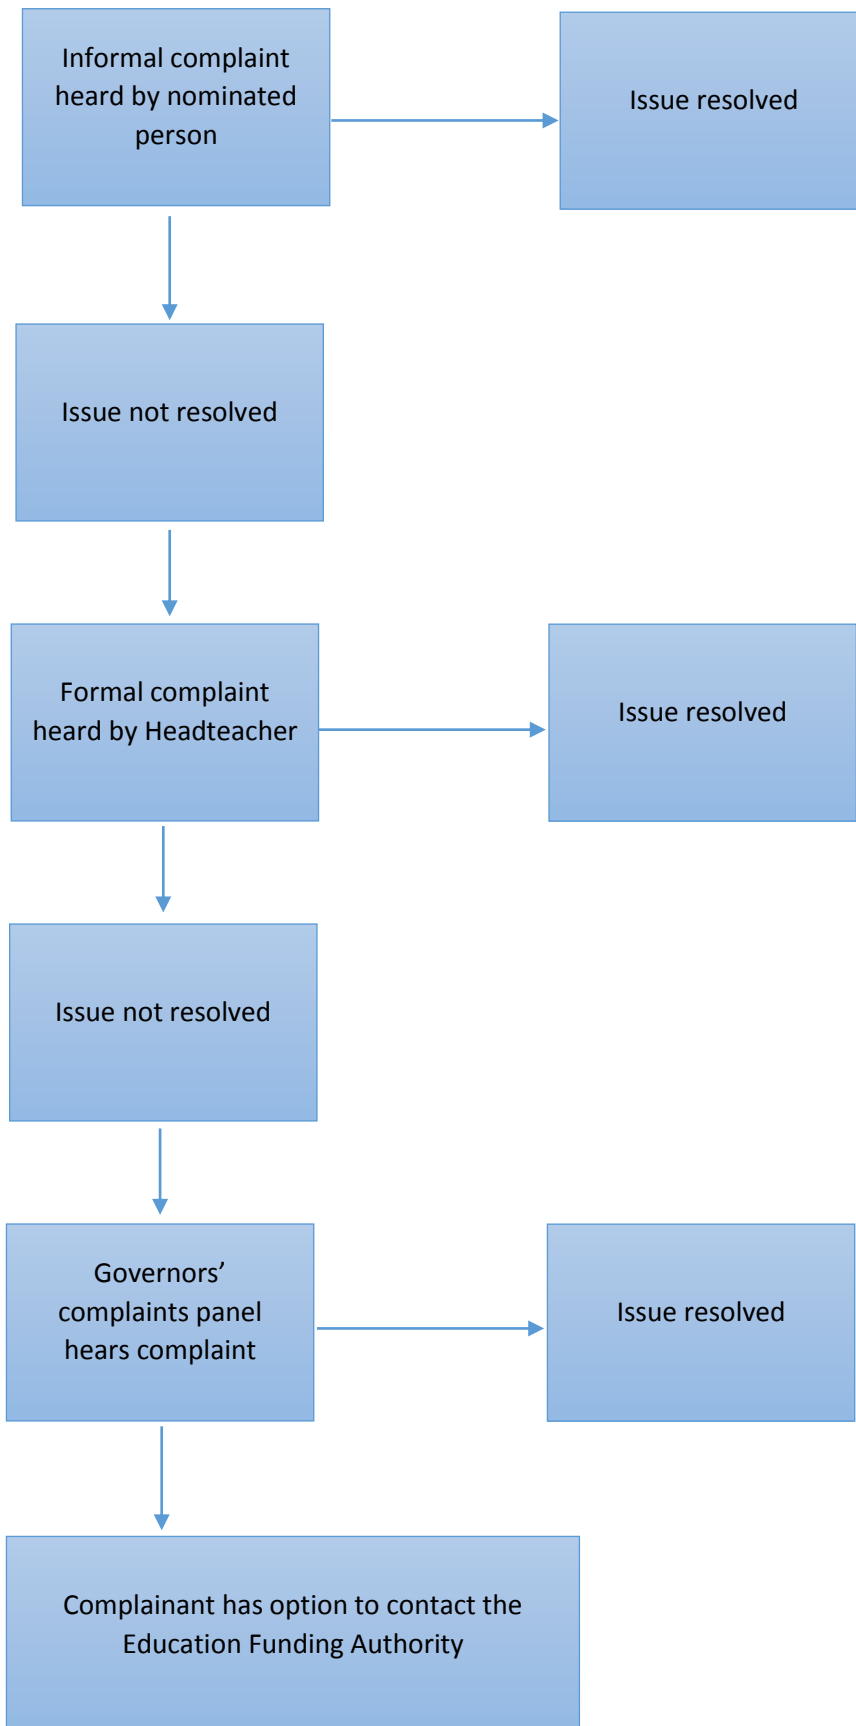 Informal complaint
heard by nominated
person
Issue resolved
Issue not resolved
Formal complaint
heard by Headteacher
Issue resolved
Issue not resolved
Governors’
complaints panel
hears complaint
Issue resolved
Complainant has option to contact the
Education Funding Authority